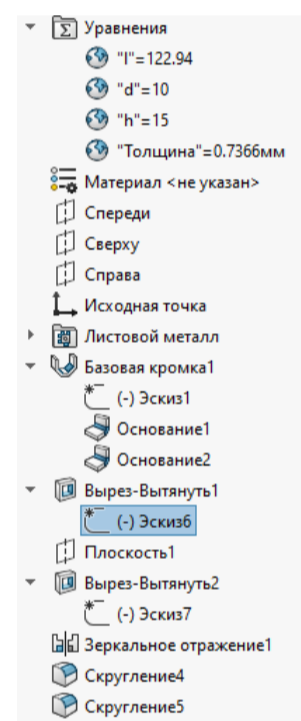 Уравнения
"l"=122.94
"d"=10
"h"=15
"Толщина"=0.7366мм
Материал <не указан>
Спереди
Сверху
Справа
Исходная точка
Листовой металл
Базовая кромка1
(-) Эскиз1
Основание1
Основание2
Вырез-Вытянуть1
(-) Эскиз6
Плоскость1
Вырез-Вытянуть2
(-) Эскиз7
Зеркальное отражение1
Скругление4
Скругление5